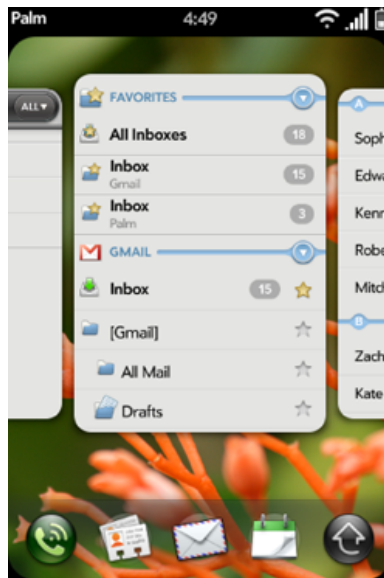 Palm 4:49
ALL
FAVORITES
All Inboxes 18
Inbox 15
Gmail
Inbox 3
Palm
GMAIL
Inbox 15
[Gmail]
All Mail
Drafts
A
Soph
Edwa
Kenn
Robe
Mitch
B
Zach
Kate